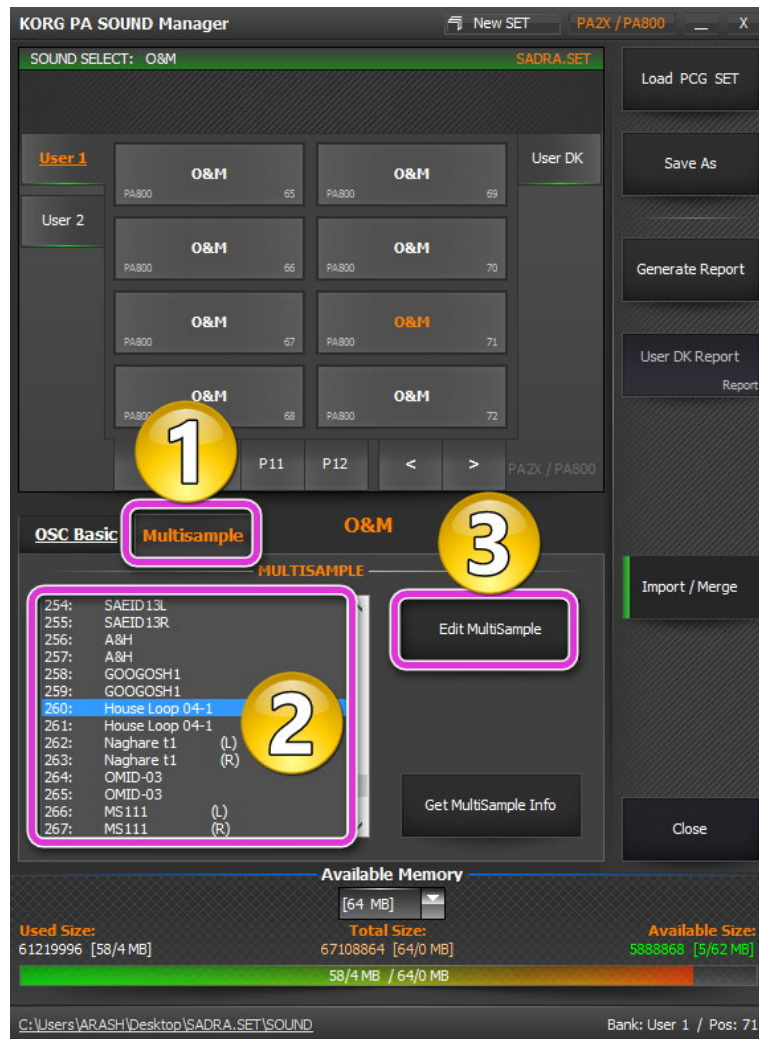 KORG PA SOUND Manager New SET PA2X / PA800 _ X
SOUND SELECT: O&M SADRA.SET
Load PCG SET
User 1
User 2
O&M
PA800 65
O&M
PA800 69
User DK
O&M
PA800 66
O&M
PA800 70
O&M
PA800 67
O&M
PA800 71
O&M
PA800 68
O&M
PA800 72
P11 P12 < > PA2X / PA800
Save As
Generate Report
User DK Report
Report
Import / Merge
Close
1
OSC Basic Multisample O&M
3
MULTISAMPLE
254: SAEID13L
255: SAEID13R
256: A&H
257: A&H
258: GOOGOSH1
259: GOOGOSH1
260: House Loop 04-1
261: House Loop 04-1
262: Naghare t1 (L)
263: Naghare t1 (R)
264: OMID-03
265: OMID-03
266: MS111 (L)
267: MS111 (R)
2
Edit MultiSample
Get MultiSample Info
Available Memory
[64 MB]
Used Size: Total Size: Available Size:
61219996 [58/4 MB] 67108864 [64/0 MB] 5888868 [5/62 MB]
58/4 MB / 64/0 MB
C:\Users\ARASH\Desktop\SADRA.SET\SOUND Bank: User 1 / Pos: 71